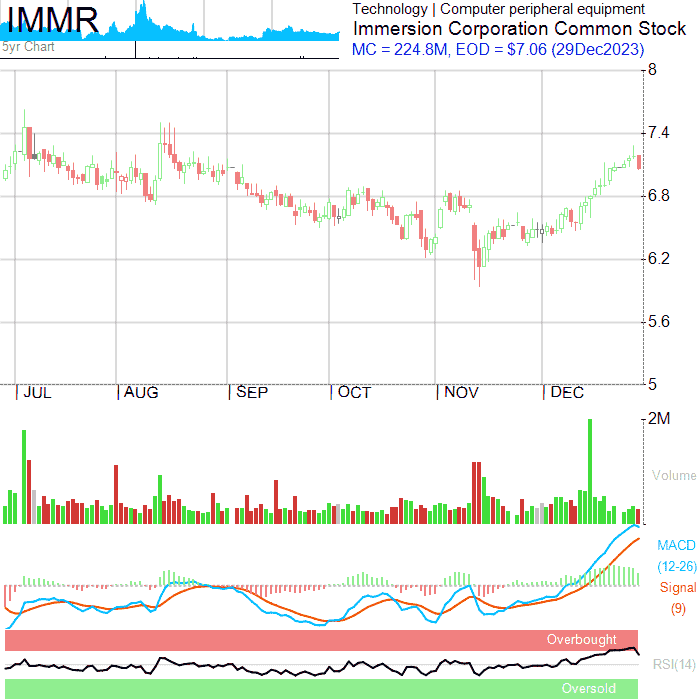 IMMR
5yr Chart
Technology | Computer peripheral equipment
Immersion Corporation Common Stock
MC = 224.8M, EOD = $7.06 (29Dec2023)
8
7.4
6.8
6.2
5.6
5
JUL AUG SEP OCT NOV DEC
2M
Volume
MACD
(12-26)
Signal
(9)
Overbought
RSI(14)
Oversold